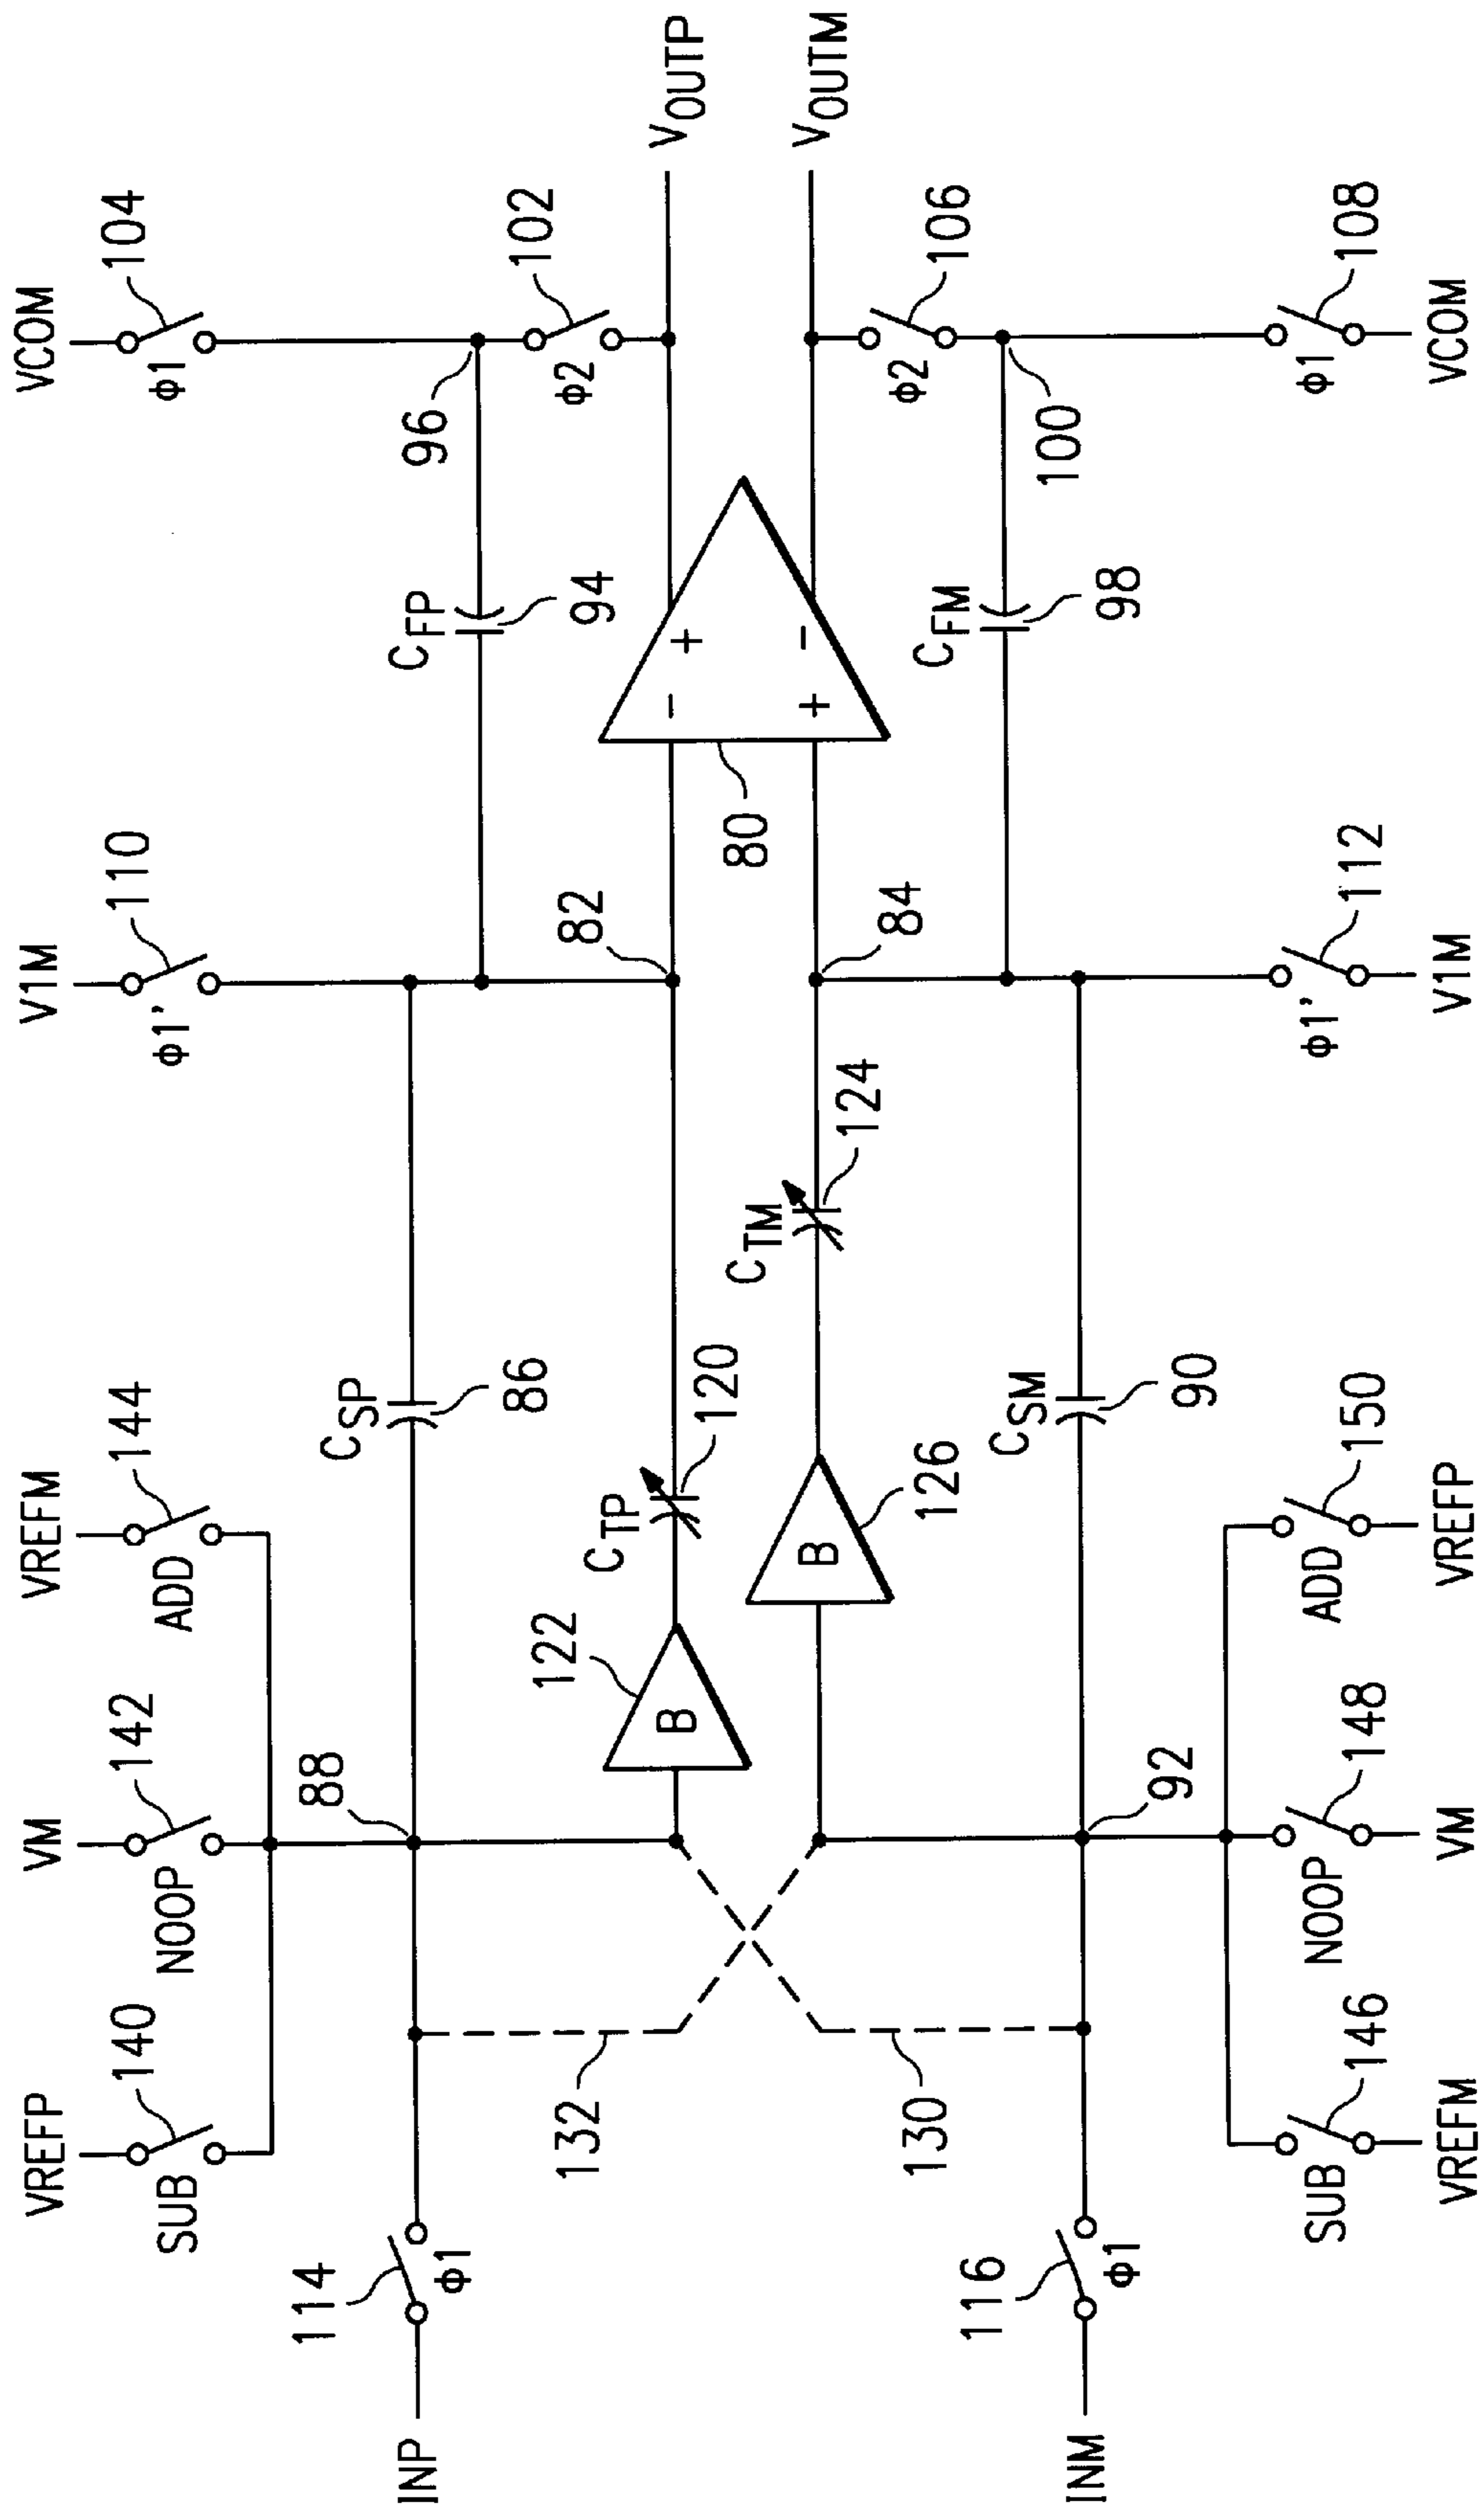 VREFP
VM
VREFM
V1M
VCOM
140
142
144
110
104
SUB
NOOP
ADD
Φ1'
Φ1
88
CSP
86
CFP
94
96
102
Φ2
INP
114
Φ1
122
B
CTP
120
82
- +
VOUTP
132
80
130
126
B
CTM
124
84
+ -
VOUTM
Φ2
106
INM
116
Φ1
92
CSM
90
CFM
98
100
SUB
NOOP
ADD
Φ1'
Φ1
146
148
150
112
108
VREFM
VM
VREFP
V1M
VCOM